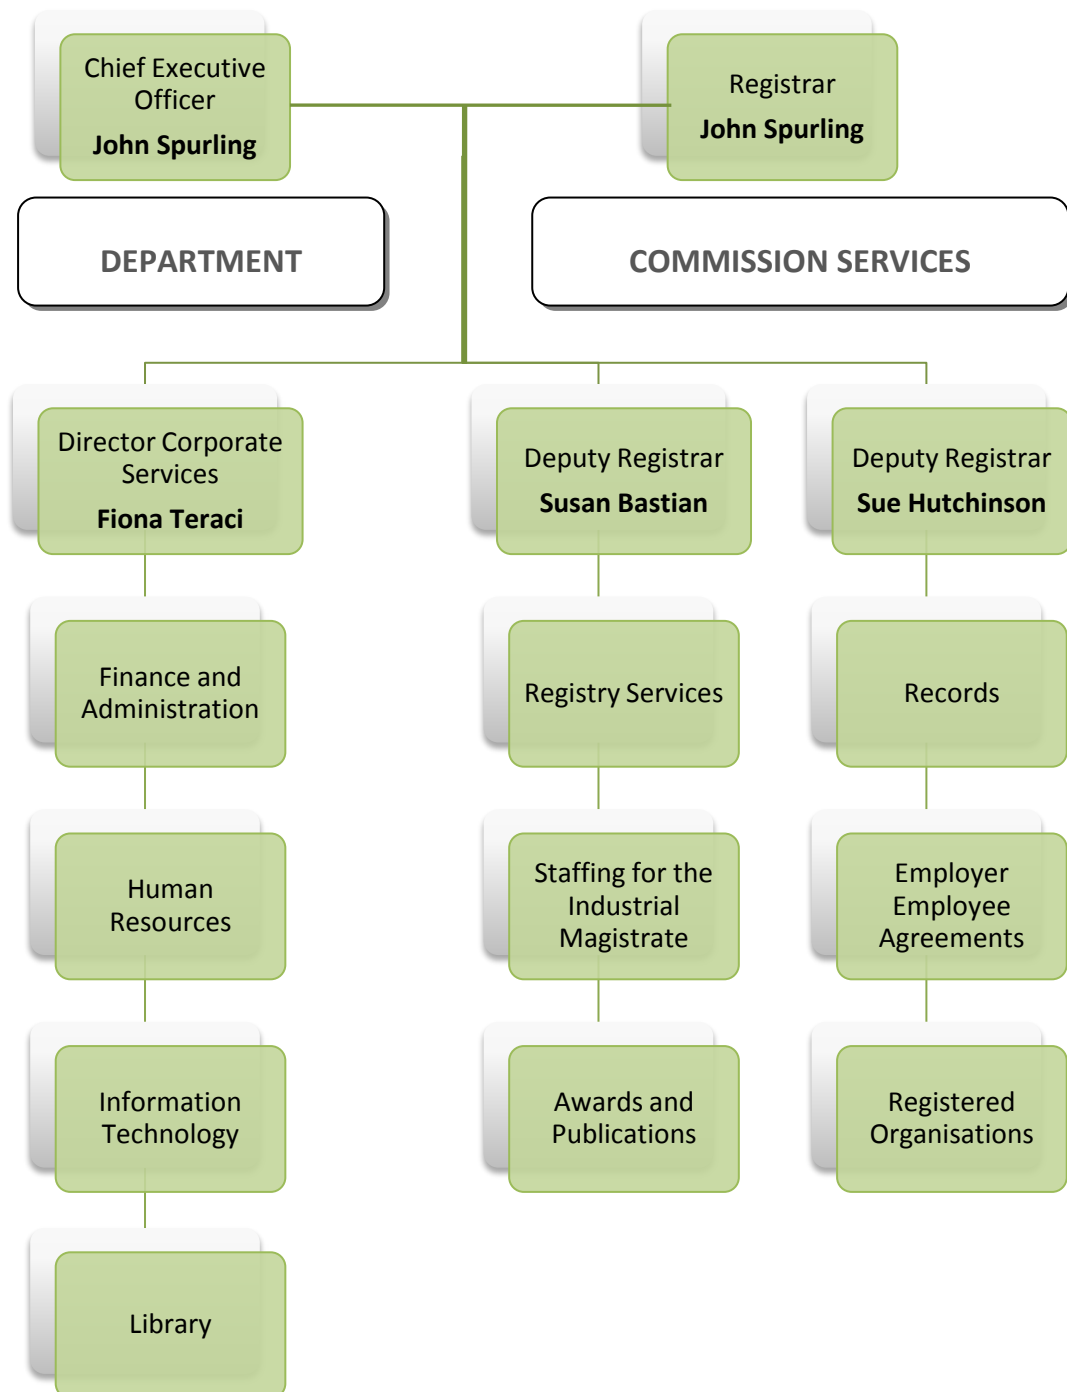 Chief Executive
Officer
John Spurling
Registrar
John Spurling
DEPARTMENT
COMMISSION SERVICES
Director Corporate
Services
Fiona Teraci
Deputy Registrar
Susan Bastian
Deputy Registrar
Sue Hutchinson
Finance and
Administration
Registry Services
Records
Human
Resources
Staffing for the
Industrial
Magistrate
Employer
Employee
Agreements
Information
Technology
Awards and
Publications
Registered
Organisations
Library